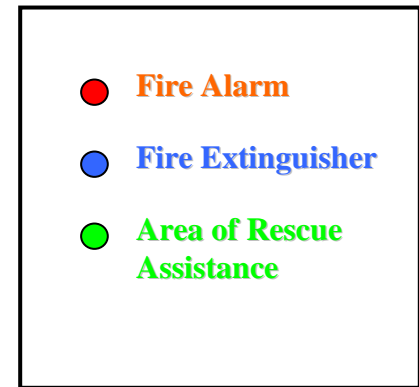 Fire Alarm
Fire Extinguisher
Area of Rescue
Assistance